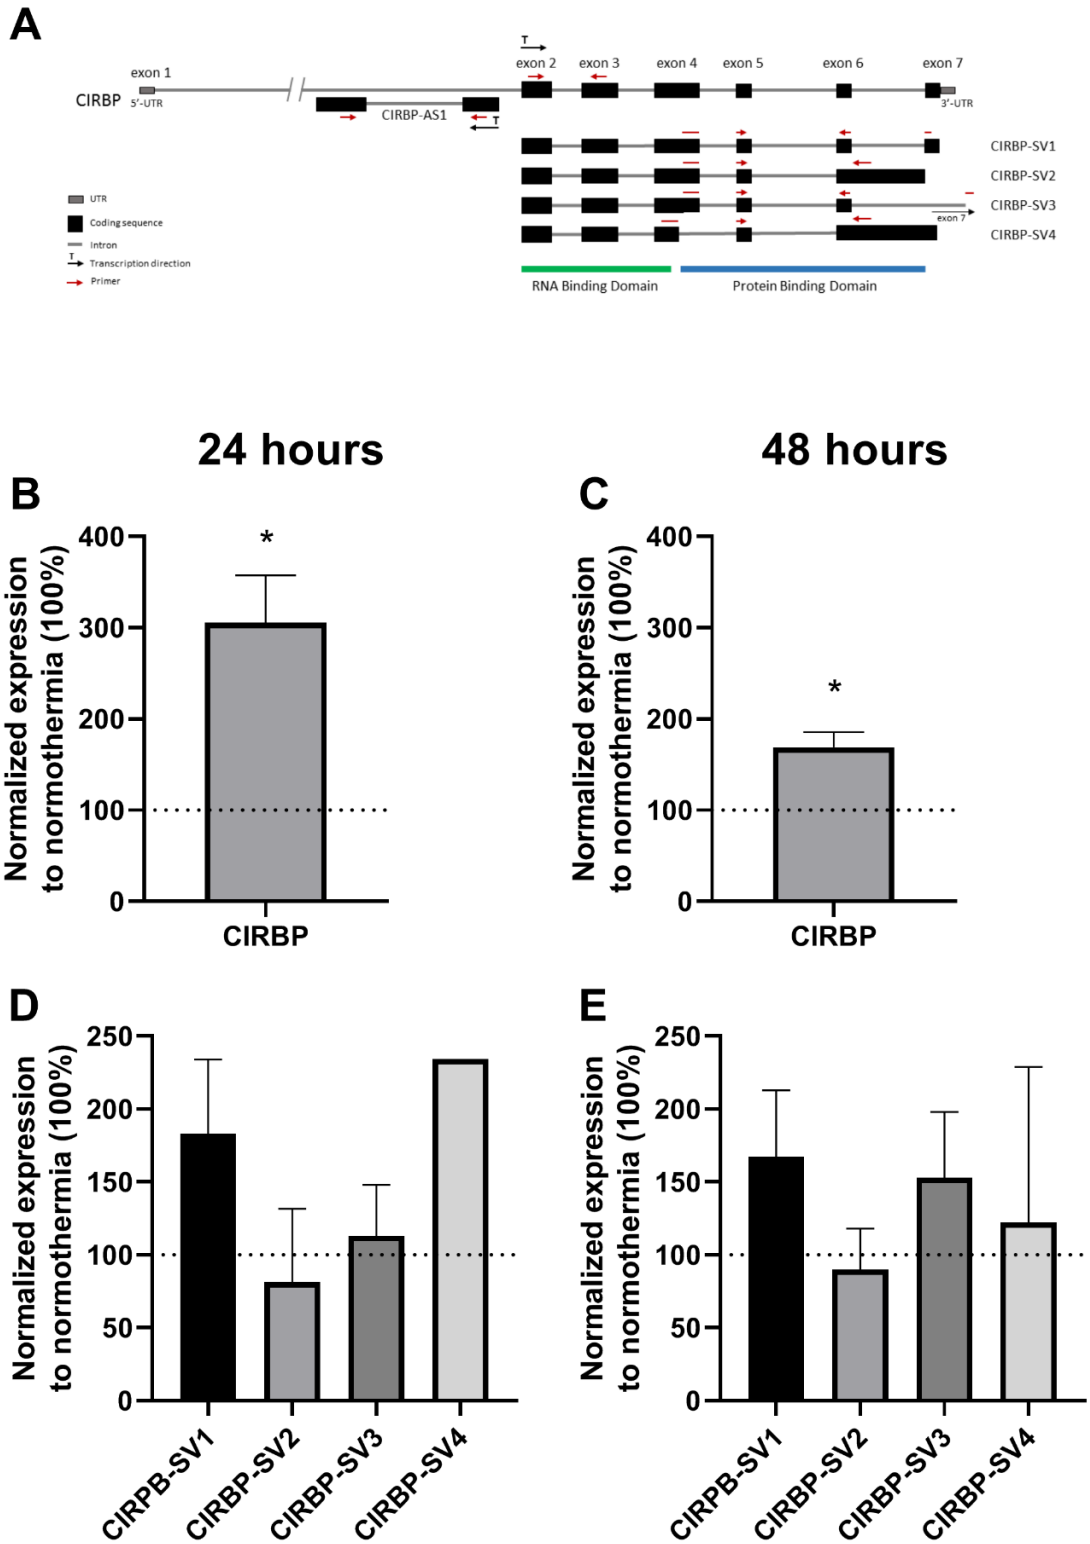 A
T
exon 1
exon 2
exon 3
exon 4
exon 5
exon 6
exon 7
CIRBP
5'-UTR
3'-UTR
CIRBP-AS1
T
CIRBP-SV1
CIRBP-SV2
CIRBP-SV3
exon 7
CIRBP-SV4
UTR
Coding sequence
Intron
T
Transcription direction
Primer
RNA Binding Domain
Protein Binding Domain
24 hours
48 hours
B
Normalized expression
to normothermia (100%)
400
300
200
100
0
*
CIRBP
C
Normalized expression
to normothermia (100%)
400
300
200
100
0
*
CIRBP
D
Normalized expression
to normothermia (100%)
250
200
150
100
50
0
CIRPB-SV1
CIRBP-SV2
CIRBP-SV3
CIRBP-SV4
E
Normalized expression
to normothermia (100%)
250
200
150
100
50
0
CIRPB-SV1
CIRBP-SV2
CIRBP-SV3
CIRBP-SV4